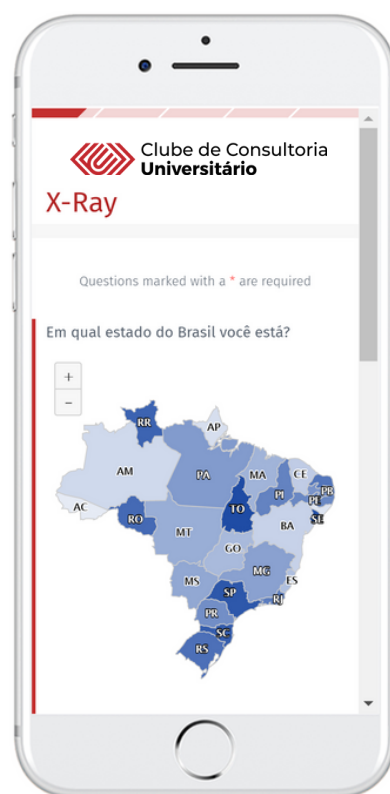 Clube de Consultoria
Universitário
X-Ray
Questions marked with a * are required
Em qual estado do Brasil você está?
+
−
RR
AP
AM
PA
MA
CE
PI
PB
PE
AC
RO
TO
SE
MT
BA
GO
MG
ES
MS
SP
RJ
PR
SC
RS